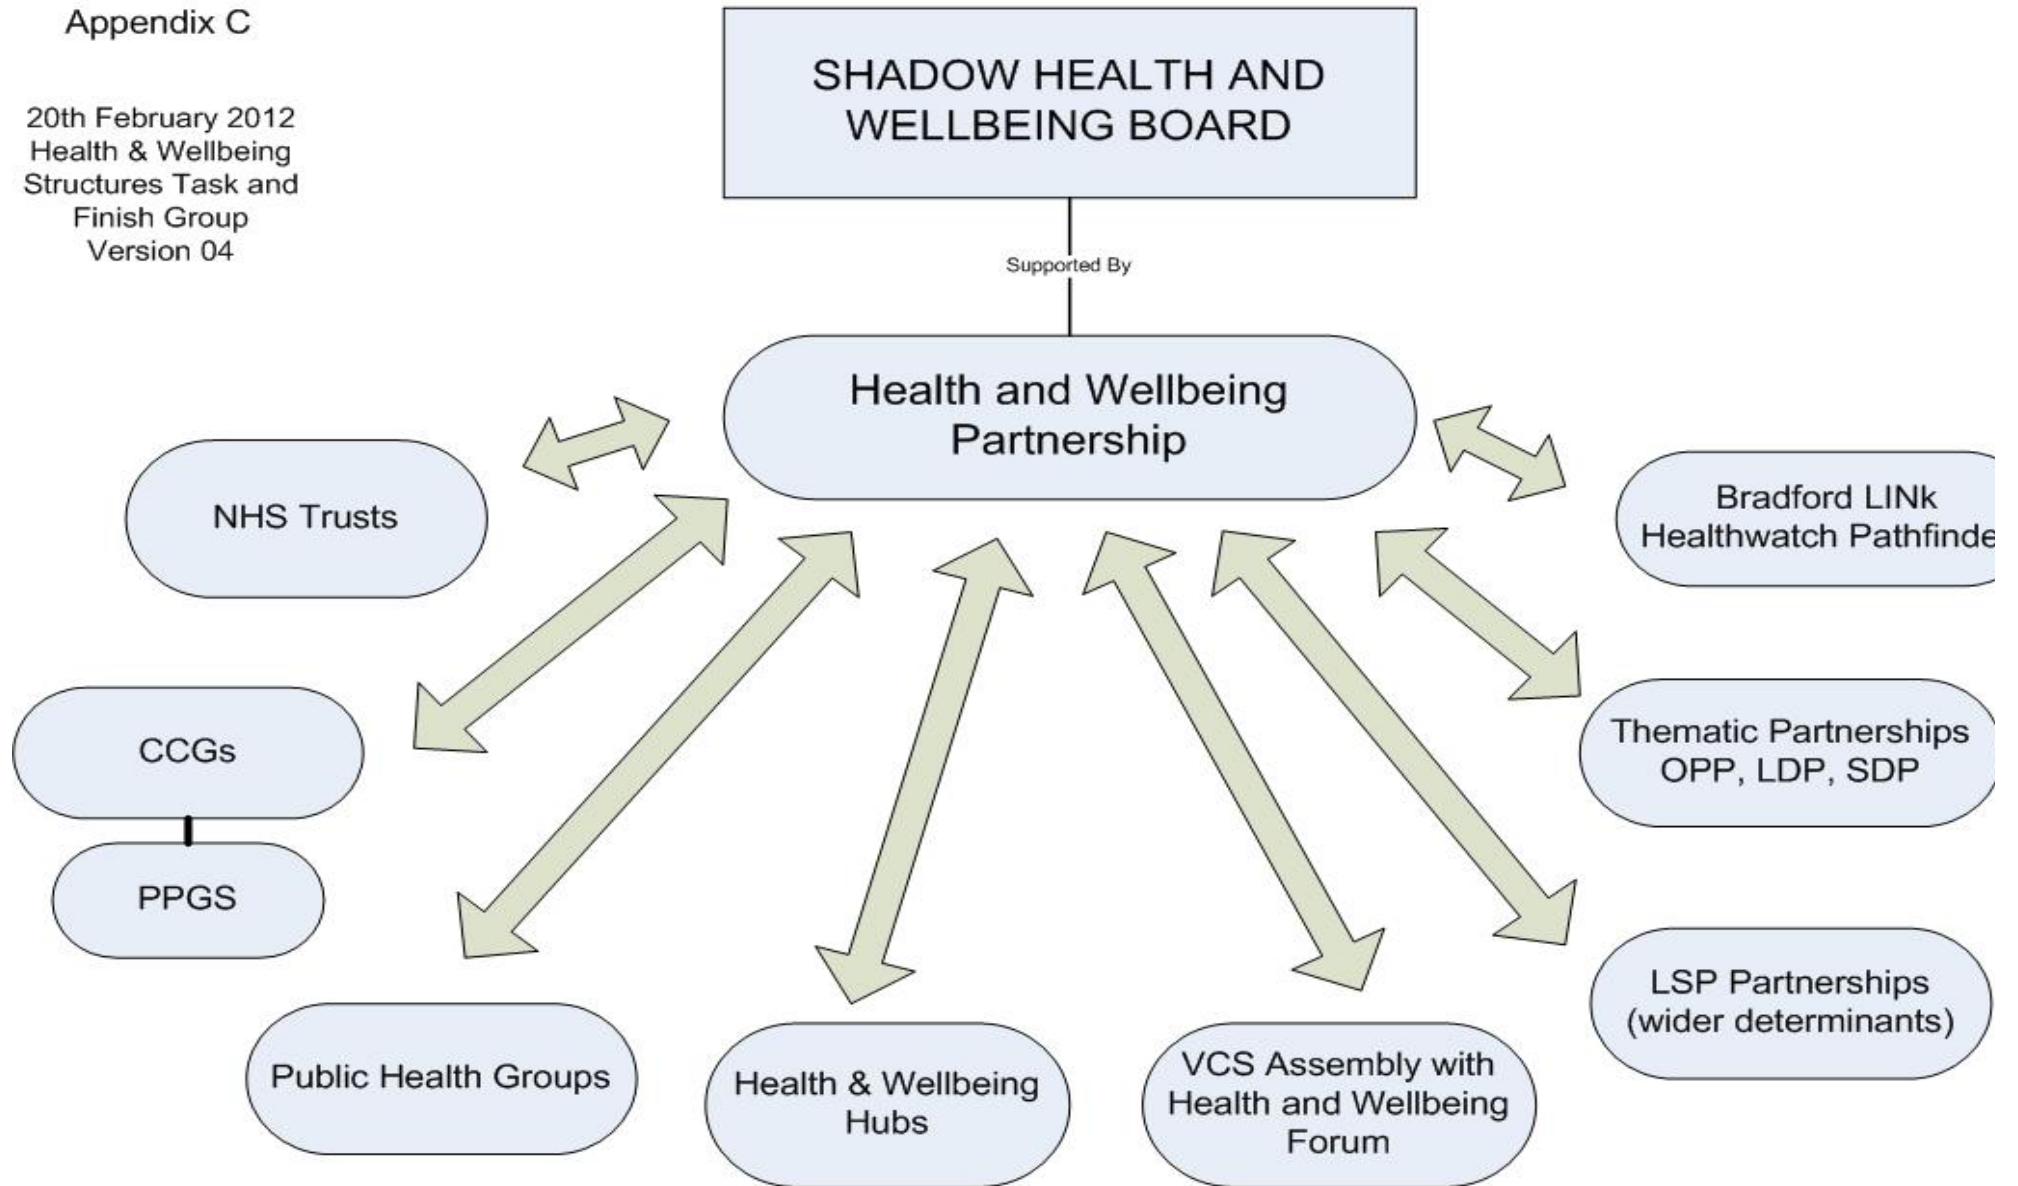 Appendix C
20th February 2012
Health & Wellbeing
Structures Task and
Finish Group
Version 04
SHADOW HEALTH AND
WELLBEING BOARD
Supported By
Health and Wellbeing
Partnership
NHS Trusts
CCGs
PPGS
Public Health Groups
Health & Wellbeing
Hubs
VCS Assembly with
Health and Wellbeing
Forum
LSP Partnerships
(wider determinants)
Thematic Partnerships
OPP, LDP, SDP
Bradford LINk
Healthwatch Pathfinde